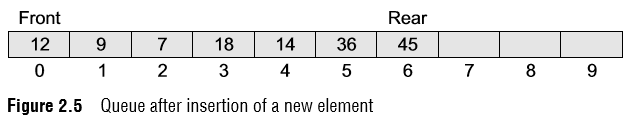 Front Rear
12 9 7 18 14 36 45
0 1 2 3 4 5 6 7 8 9
Figure 2.5 Queue after insertion of a new element